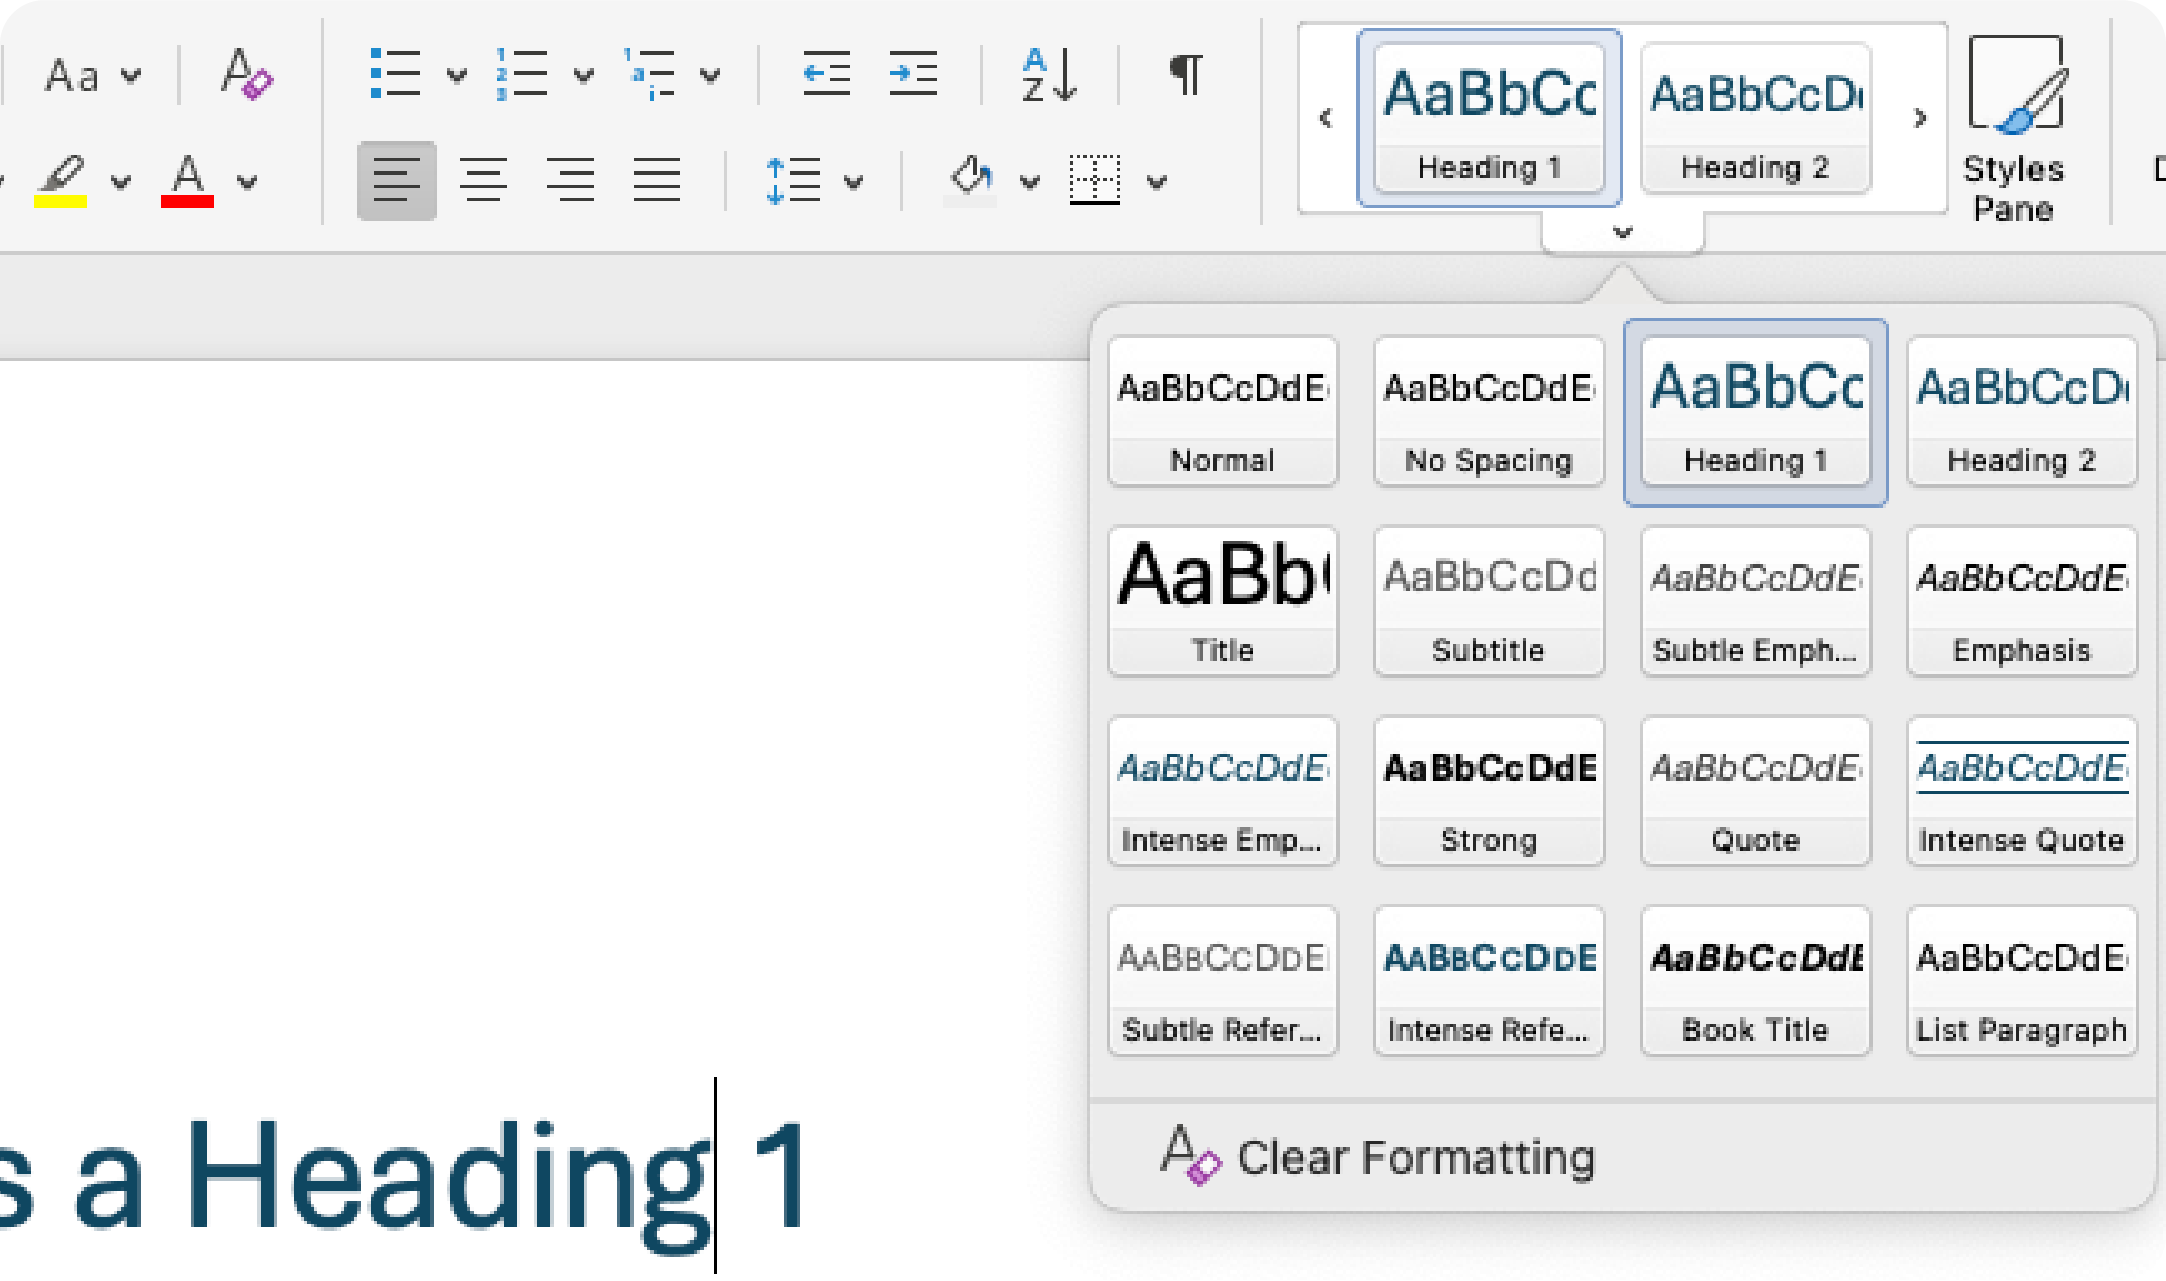 Aa
AaBbCc
AaBbCcD
Heading 1
Heading 2
Styles
Pane
AaBbCcDdE
AaBbCcDdE
AaBbCc
AaBbCcD
Normal
No Spacing
Heading 1
Heading 2
AaBb
AaBbCcDd
AaBbCcDdE
AaBbCcDdE
Title
Subtitle
Subtle Emph...
Emphasis
AaBbCcDdE
AaBbCcDdE
AaBbCcDdE
AaBbCcDdE
Intense Emp...
Strong
Quote
Intense Quote
AABBCCDDE
AABBCCDDE
AaBbCcDdE
AaBbCcDdE
Subtle Refer...
Intense Refe...
Book Title
List Paragraph
Clear Formatting
s a Heading 1